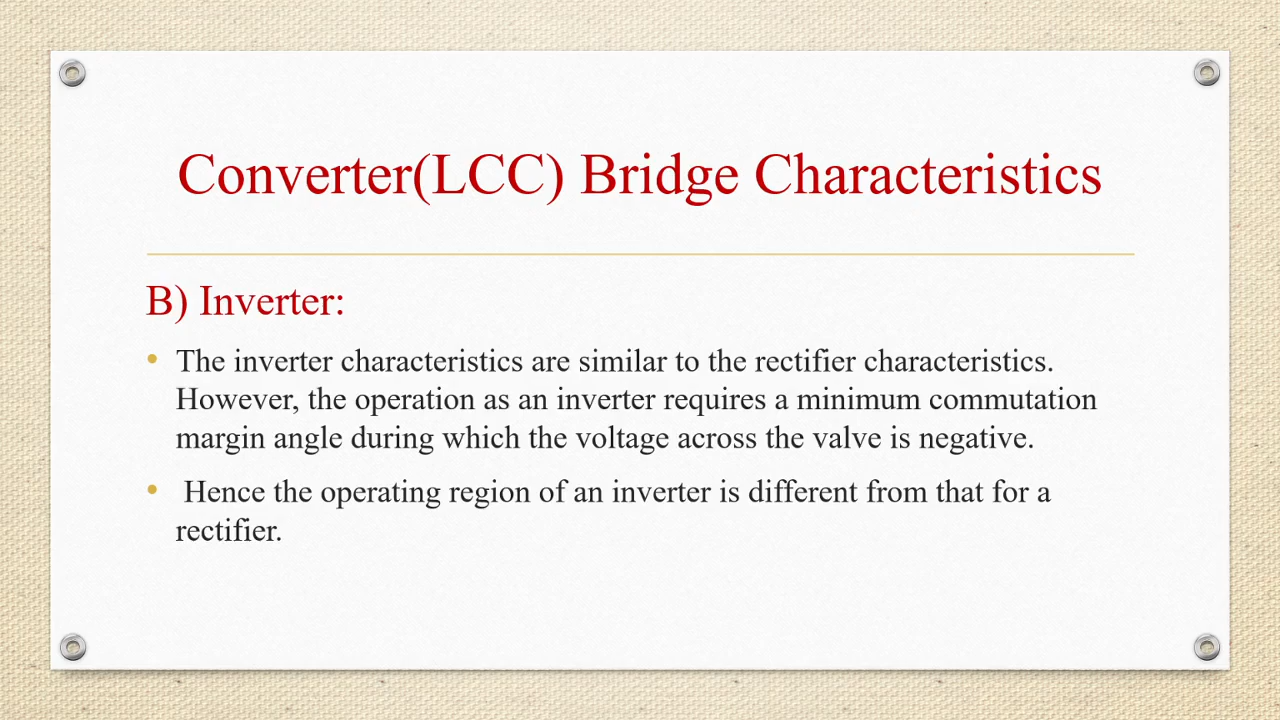 Converter(LCC) Bridge Characteristics
B) Inverter:
• The inverter characteristics are similar to the rectifier characteristics.
However, the operation as an inverter requires a minimum commutation
margin angle during which the voltage across the valve is negative.
• Hence the operating region of an inverter is different from that for a
rectifier.